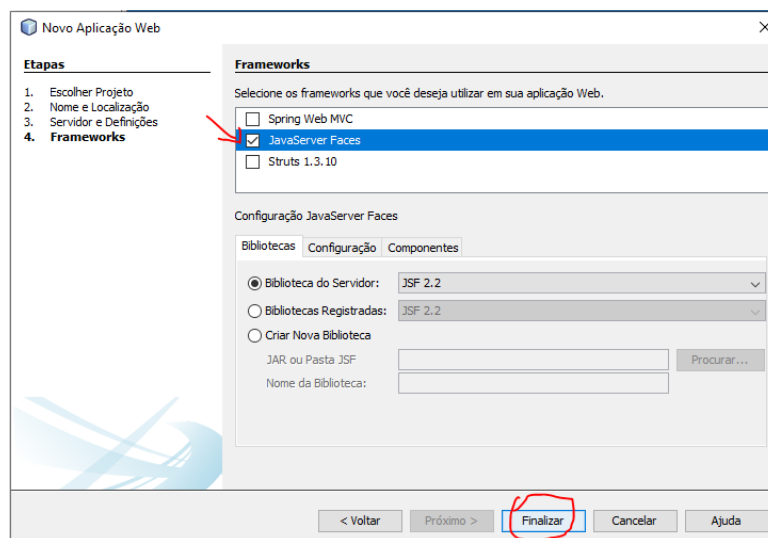 Novo Aplicação Web
Etapas
1. Escolher Projeto
2. Nome e Localização
3. Servidor e Definições
4. Frameworks
Frameworks
Selecione os frameworks que você deseja utilizar em sua aplicação Web.
Spring Web MVC
JavaServer Faces
Struts 1.3.10
Configuração JavaServer Faces
Bibliotecas Configuração Componentes
Biblioteca do Servidor: JSF 2.2
Bibliotecas Registradas: JSF 2.2
Criar Nova Biblioteca
JAR ou Pasta JSF Procurar...
Nome da Biblioteca:
< Voltar Próximo > Finalizar Cancelar Ajuda